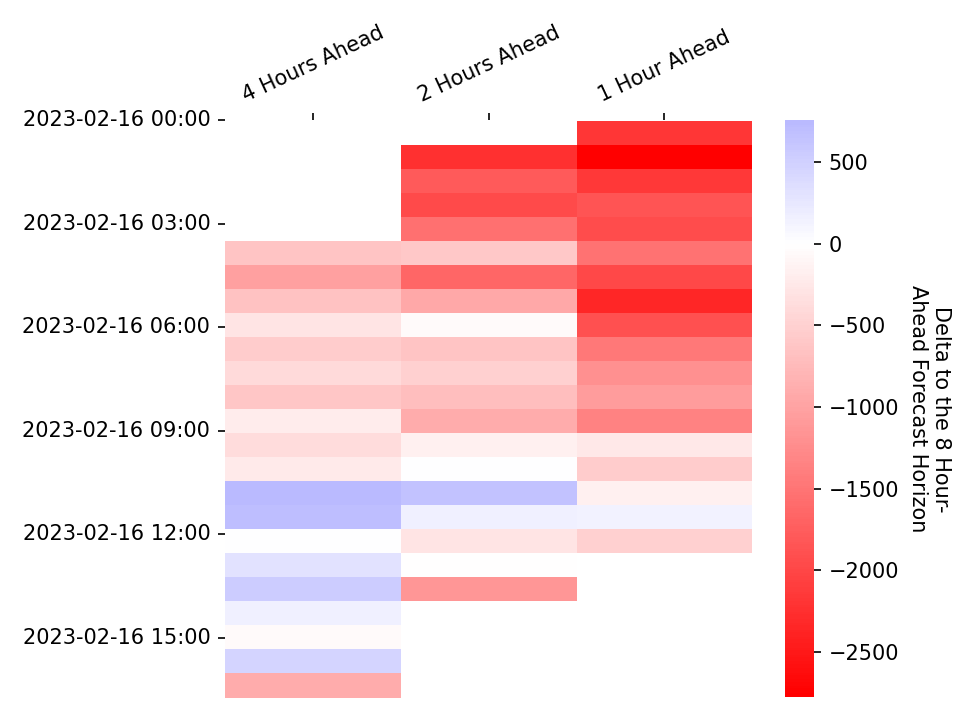 4 Hours Ahead
2 Hours Ahead
1 Hour Ahead
2023-02-16 00:00
2023-02-16 03:00
2023-02-16 06:00
2023-02-16 09:00
2023-02-16 12:00
2023-02-16 15:00
500
0
−500
−1000
−1500
−2000
−2500
Delta to the 8 Hour-
Ahead Forecast Horizon